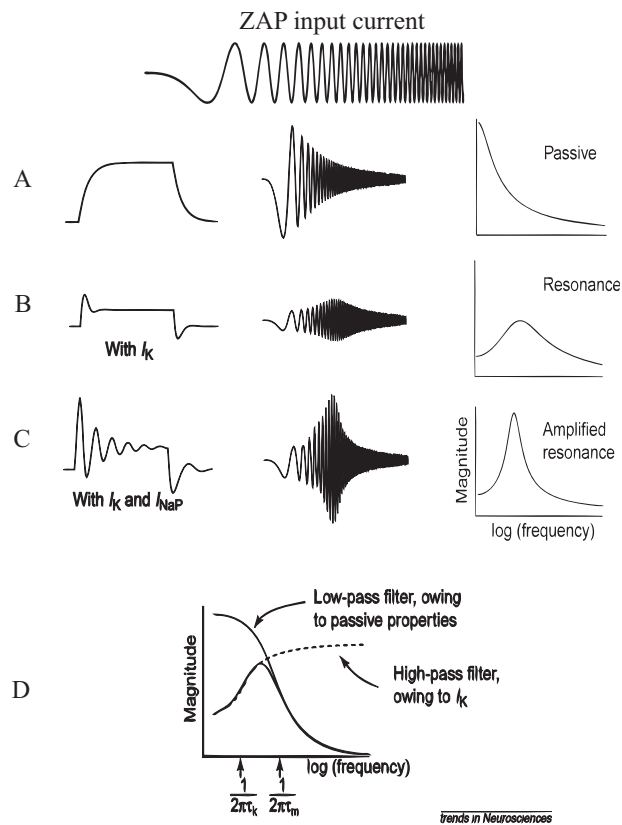 ZAP input current
A
Passive
B
With IK
Resonance
C
With IK and INaP
Magnitude
Amplified
resonance
log (frequency)
D
Magnitude
Low-pass filter, owing
to passive properties
High-pass filter,
owing to IK
log (frequency)
1
2πτk
1
2πτm
trends in Neurosciences